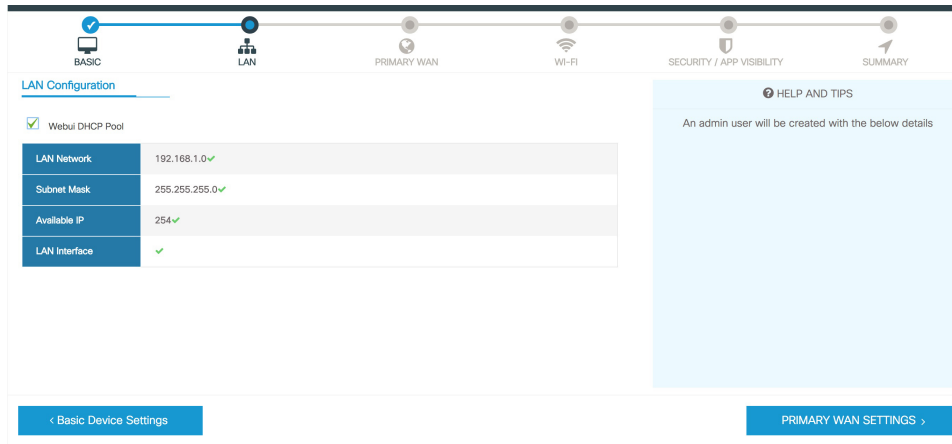 BASIC
LAN
PRIMARY WAN
WI-FI
SECURITY / APP VISIBILITY
SUMMARY
LAN Configuration
Webui DHCP Pool
LAN Network 192.168.1.0
Subnet Mask 255.255.255.0
Available IP 254
LAN Interface
HELP AND TIPS
An admin user will be created with the below details
< Basic Device Settings
PRIMARY WAN SETTINGS >